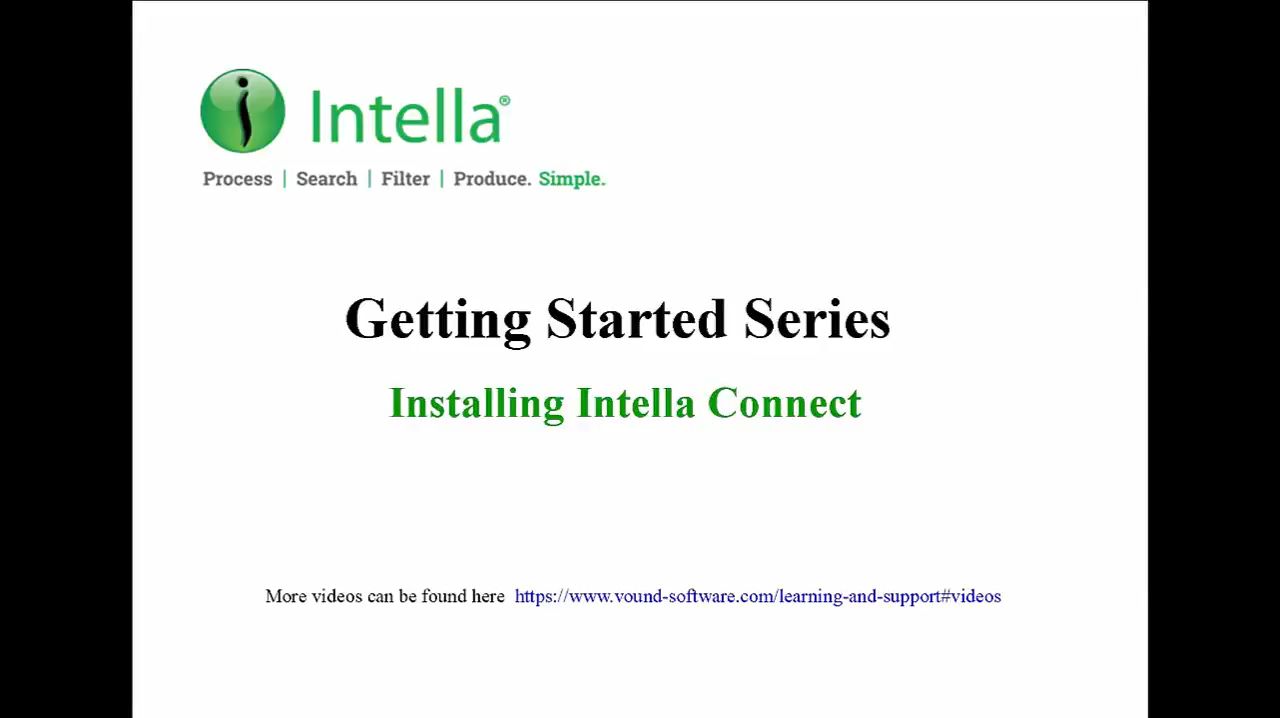 Intella®
Process | Search | Filter | Produce. Simple.
Getting Started Series
Installing Intella Connect
More videos can be found here https://www.vound-software.com/learning-and-support#videos